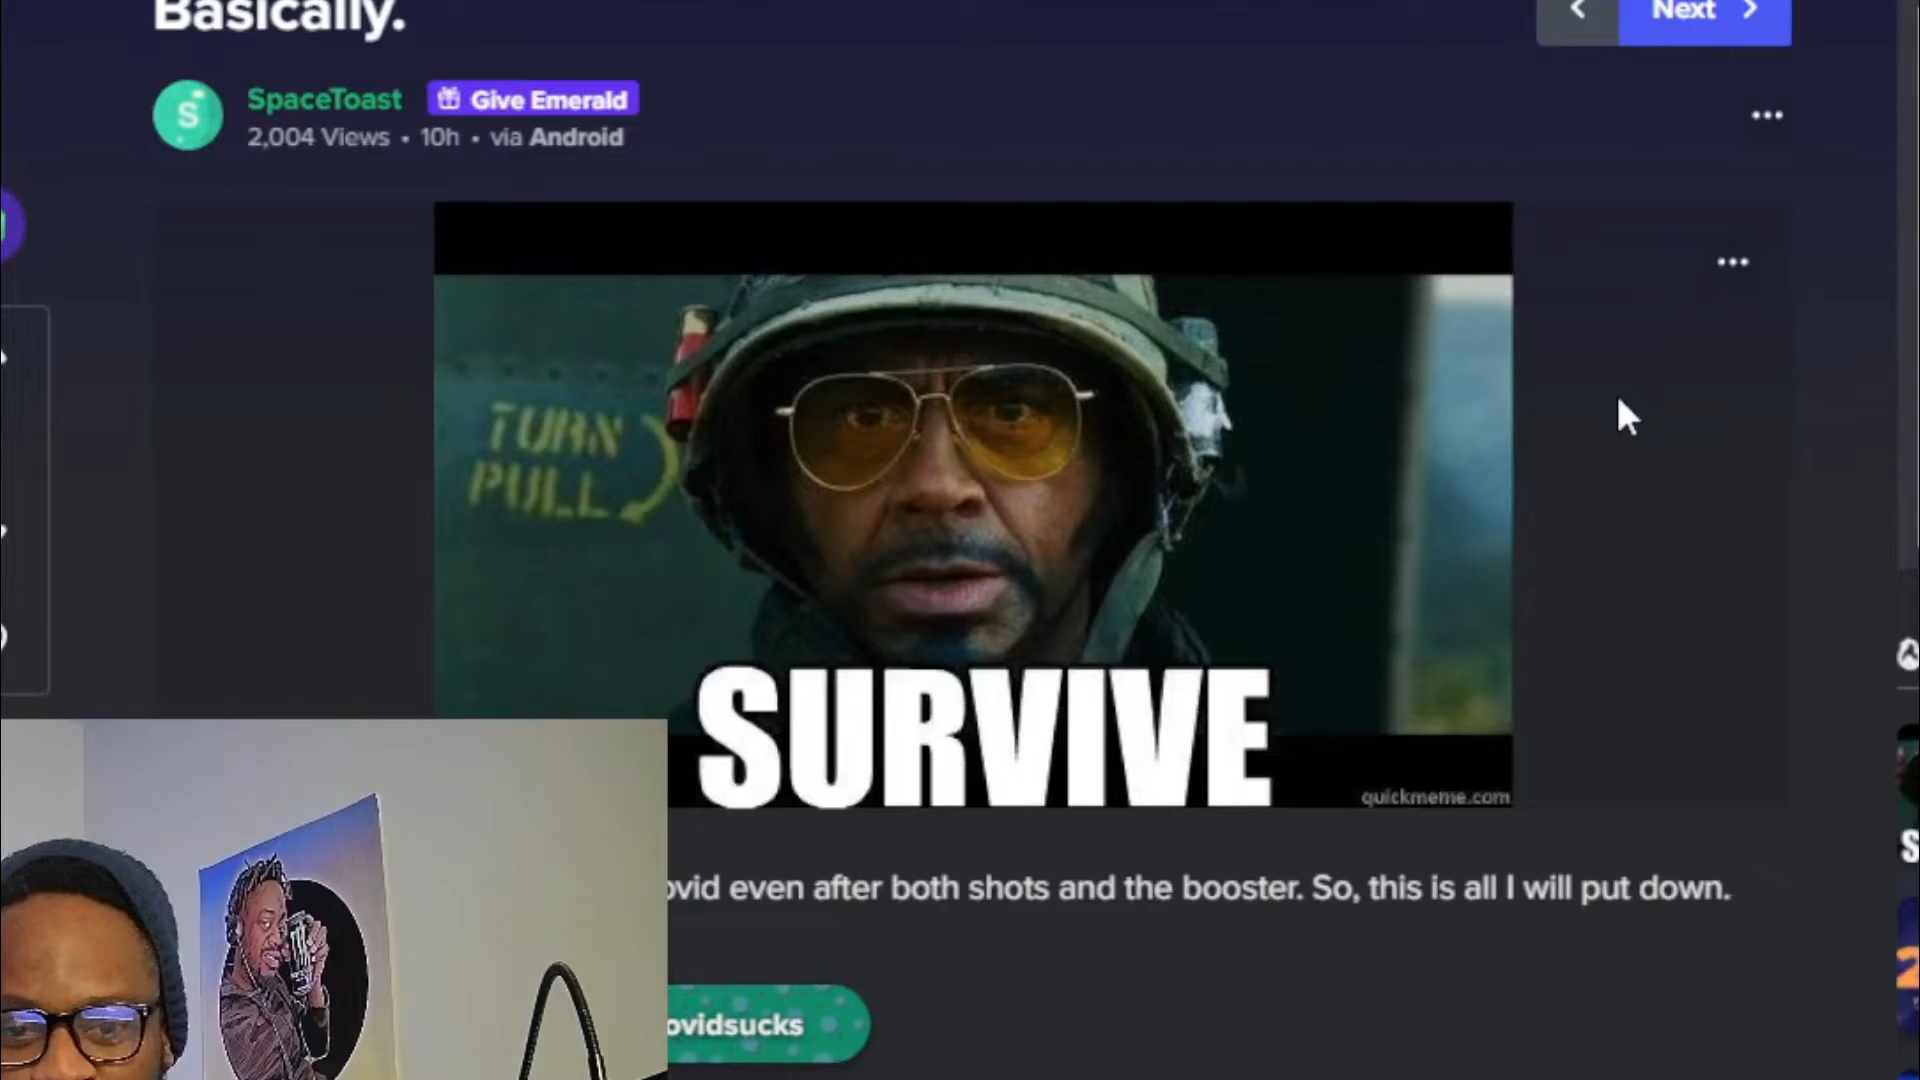 Basically.
Next
S
SpaceToast
Give Emerald
2,004 Views • 10h • via Android
TURN
PULL
SURVIVE
quickmeme.com
ovid even after both shots and the booster. So, this is all I will put down.
ovidsucks